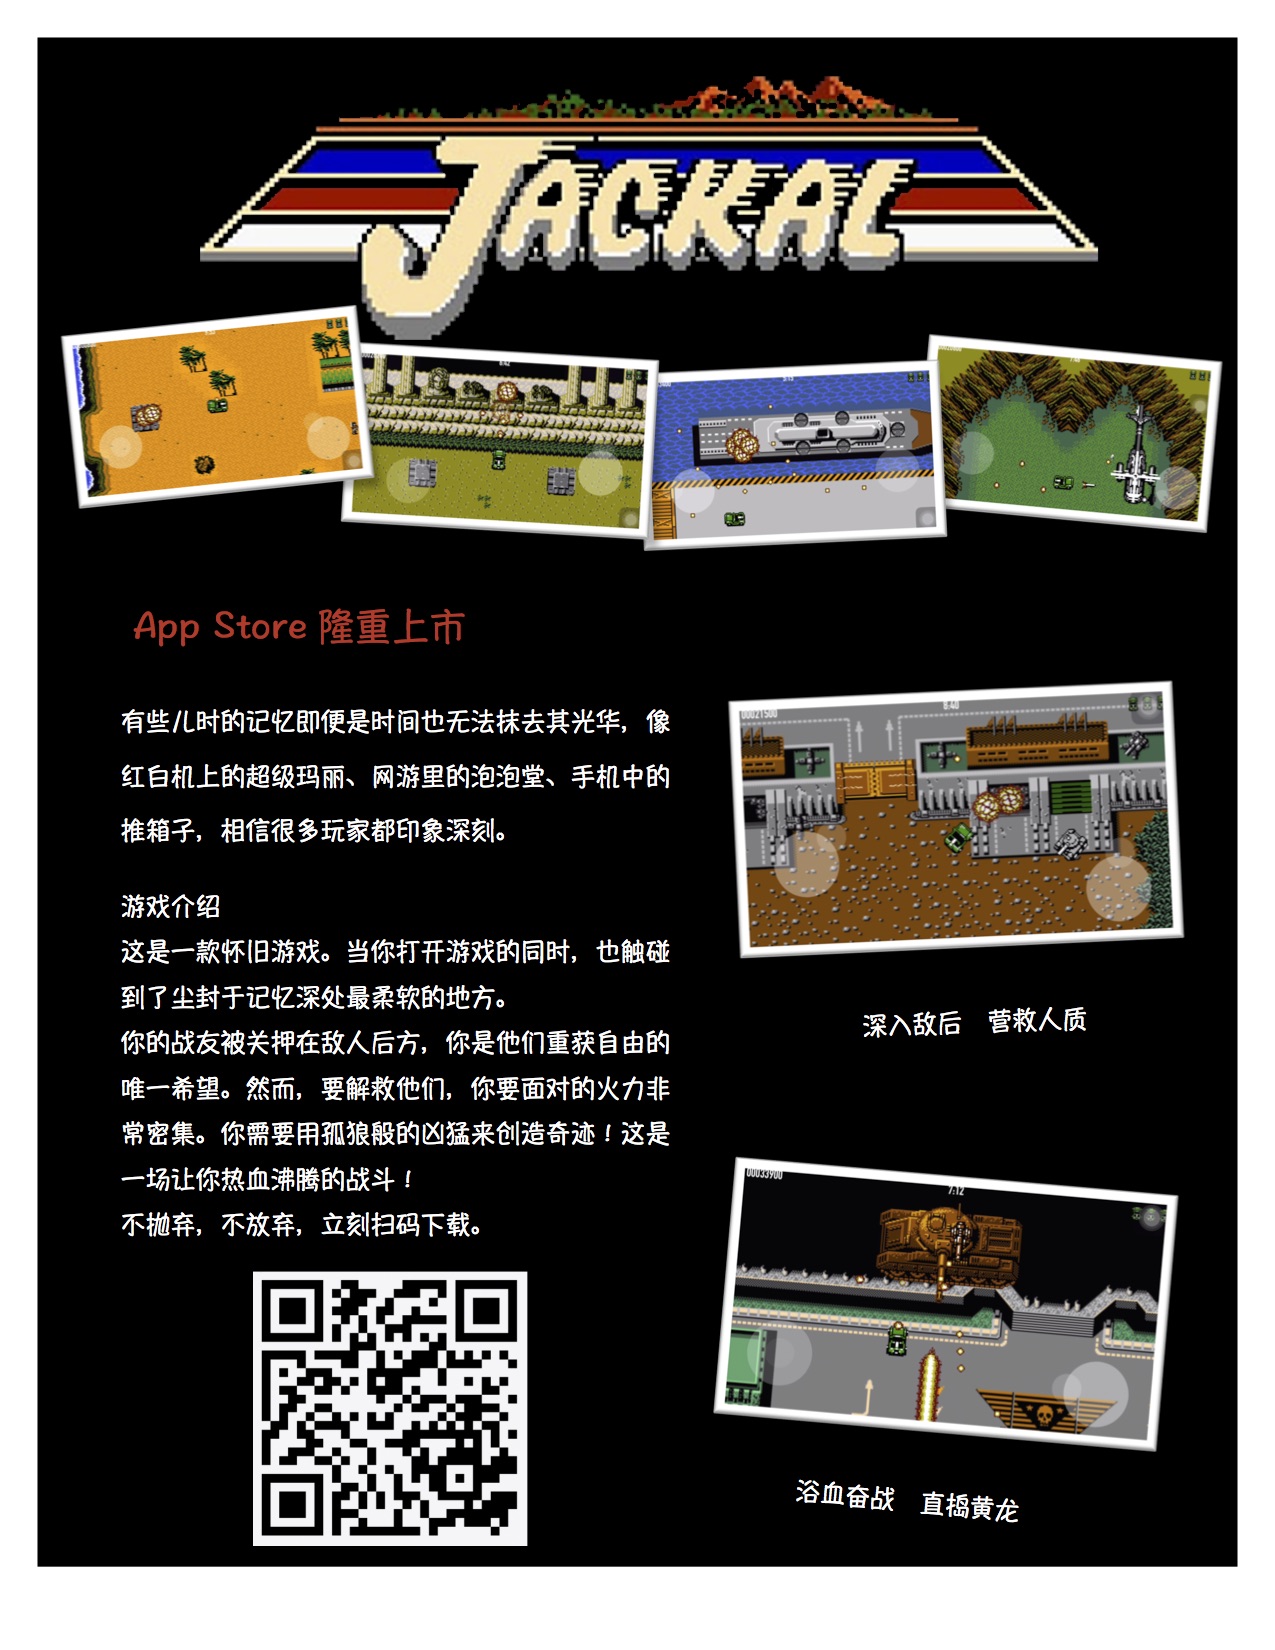 JACKAL
App Store 隆重上市
有些儿时的记忆即便是时间也无法抹去其光华，像
红白机上的超级玛丽、网游里的泡泡堂、手机中的
推箱子，相信很多玩家都印象深刻。
游戏介绍
这是一款怀旧游戏。当你打开游戏的同时，也触碰
到了尘封于记忆深处最柔软的地方。
你的战友被关押在敌人后方，你是他们重获自由的
唯一希望。然而，要解救他们，你要面对的火力非
常密集。你需要用孤狼般的凶猛来创造奇迹！这是
一场让你热血沸腾的战斗！
不抛弃，不放弃，立刻扫码下载。
00021500
8:40
深入敌后 营救人质
00033900
7:12
浴血奋战 直捣黄龙